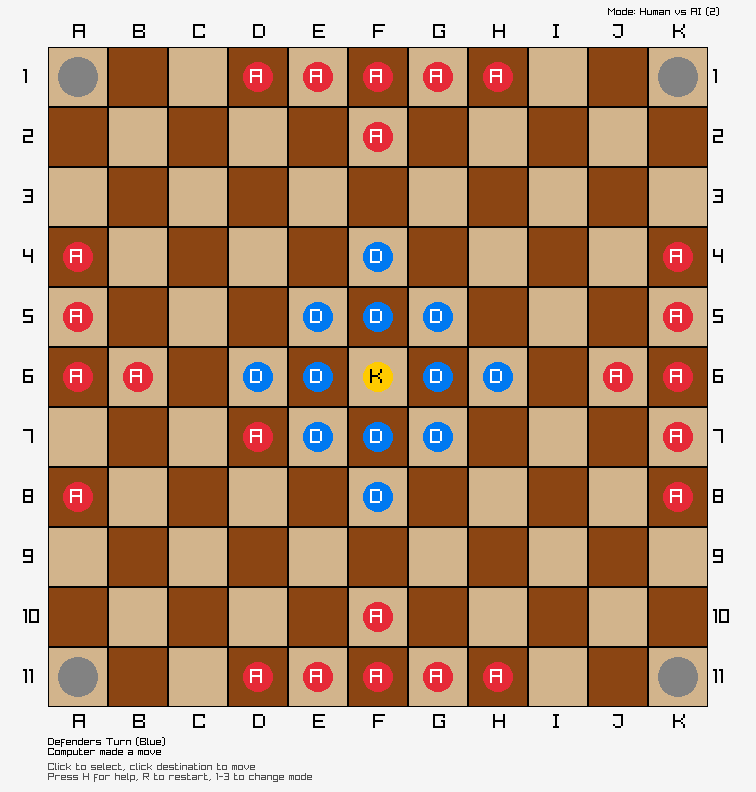 Mode: Human vs AI (2)
A B C D E F G H I J K
1 A A A A A 1
2 A 2
3 3
4 A D A 4
5 A D D D A 5
6 A A D D K D D A A 6
7 A D D D A 7
8 A D A 8
9 9
10 A 10
11 A A A A A 11
A B C D E F G H I J K
Defenders Turn (Blue)
Computer made a move
Click to select, click destination to move
Press H for help, R to restart, 1-3 to change mode